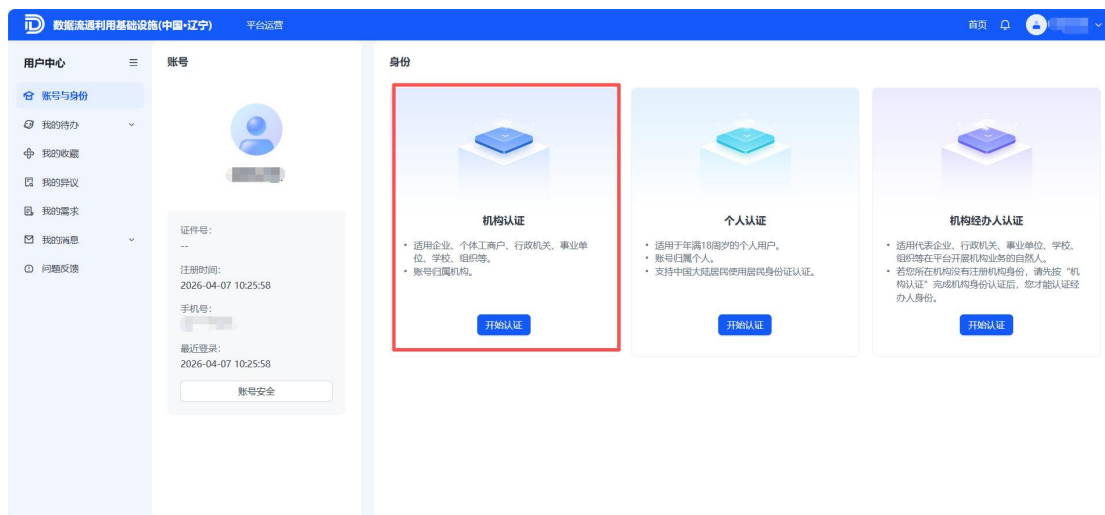 数据流通利用基础设施(中国·辽宁)
平台运营
首页
用户中心
账号与身份
我的待办
我的收藏
我的异议
我的需求
我的消息
问题反馈
账号
证件号：
--
注册时间：
2026-04-07 10:25:58
手机号：
最近登录：
2026-04-07 10:25:58
账号安全
身份
机构认证
• 适用企业、个体工商户、行政机关、事业单
位、学校、组织等。
• 账号归属机构。
开始认证
个人认证
• 适用于年满18周岁的个人用户。
• 账号归属个人。
• 支持中国大陆居民使用居民身份证认证。
开始认证
机构经办人认证
• 适用代表企业、行政机关、事业单位、学校、
组织等在平台开展机构业务的自然人。
• 若您所在机构没有注册机构身份，请先按“机
构认证”完成机构身份认证后，您才能认证经
办人身份。
开始认证